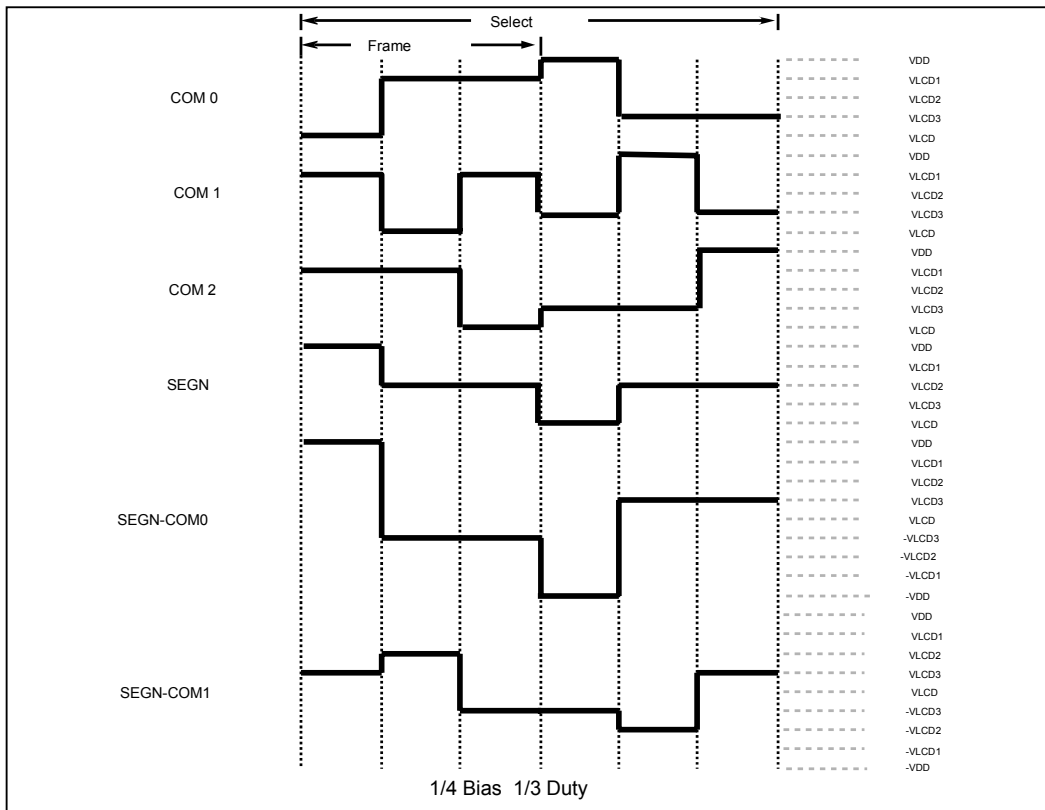 Select
Frame
COM 0
VDD
VLCD1
VLCD2
VLCD3
VLCD
COM 1
VDD
VLCD1
VLCD2
VLCD3
VLCD
COM 2
VDD
VLCD1
VLCD2
VLCD3
VLCD
SEGN
VDD
VLCD1
VLCD2
VLCD3
VLCD
SEGN-COM0
VDD
VLCD1
VLCD2
VLCD3
VLCD
-VLCD3
-VLCD2
-VLCD1
-VDD
SEGN-COM1
VDD
VLCD1
VLCD2
VLCD3
VLCD
-VLCD3
-VLCD2
-VLCD1
-VDD
1/4 Bias 1/3 Duty